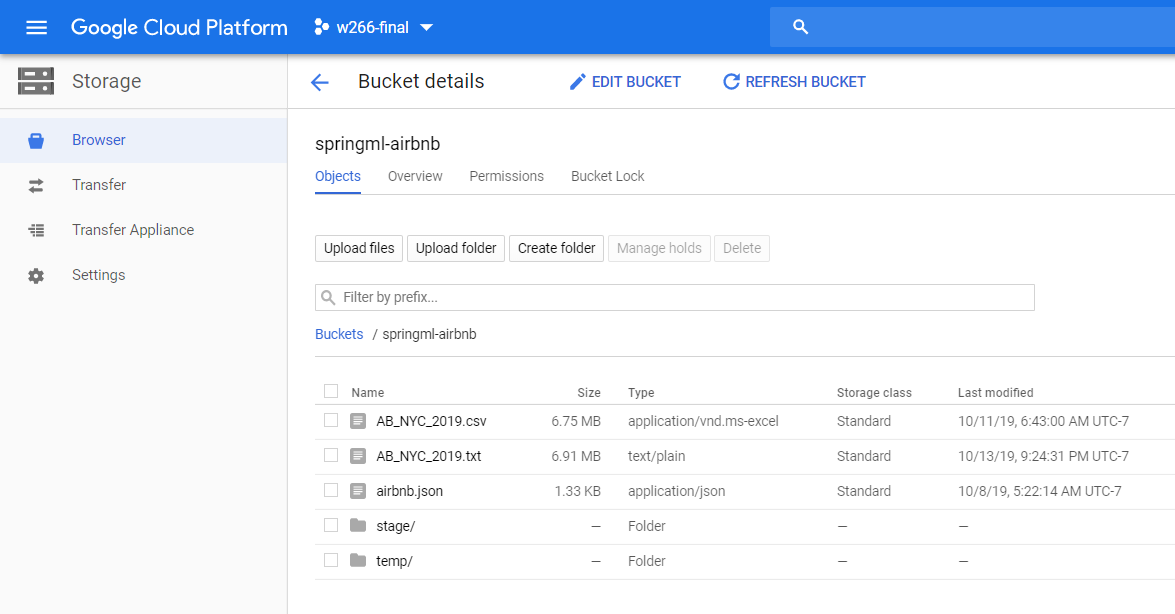 Google Cloud Platform w266-final
Storage Bucket details EDIT BUCKET REFRESH BUCKET
Browser
Transfer
Transfer Appliance
Settings
springml-airbnb
Objects Overview Permissions Bucket Lock
Upload files Upload folder Create folder Manage holds Delete
Filter by prefix...
Buckets / springml-airbnb
Name Size Type Storage class Last modified
AB_NYC_2019.csv 6.75 MB application/vnd.ms-excel Standard 10/11/19, 6:43:00 AM UTC-7
AB_NYC_2019.txt 6.91 MB text/plain Standard 10/13/19, 9:24:31 PM UTC-7
airbnb.json 1.33 KB application/json Standard 10/8/19, 5:22:14 AM UTC-7
stage/ — Folder — —
temp/ — Folder — —